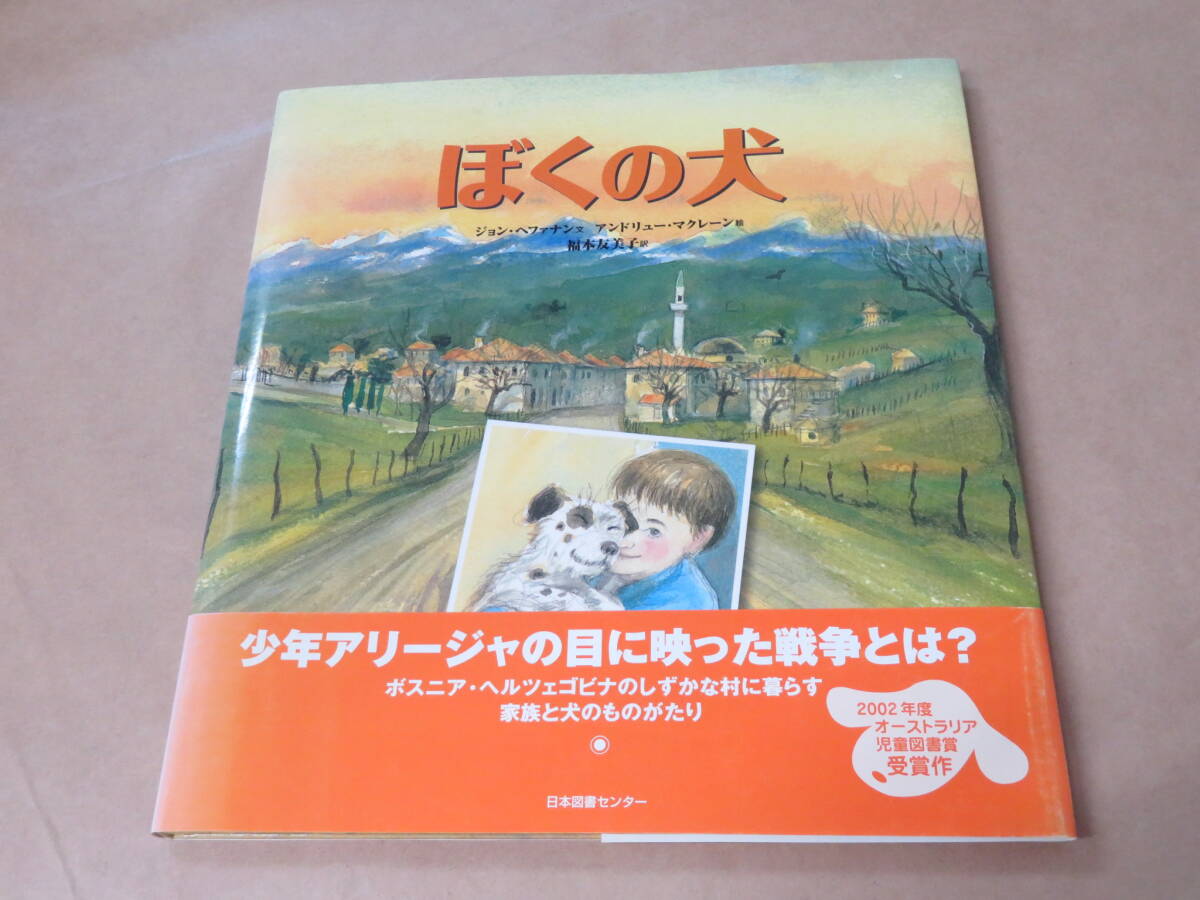 ぼくの犬
ジョン・ヘファナン文 アンドリュー・マクレーン絵
福本友美子訳
少年アリージャの目に映った戦争とは？
ボスニア・ヘルツェゴビナのしずかな村に暮らす
家族と犬のものがたり
2002年度
オーストラリア
児童図書賞
受賞作
日本図書センター